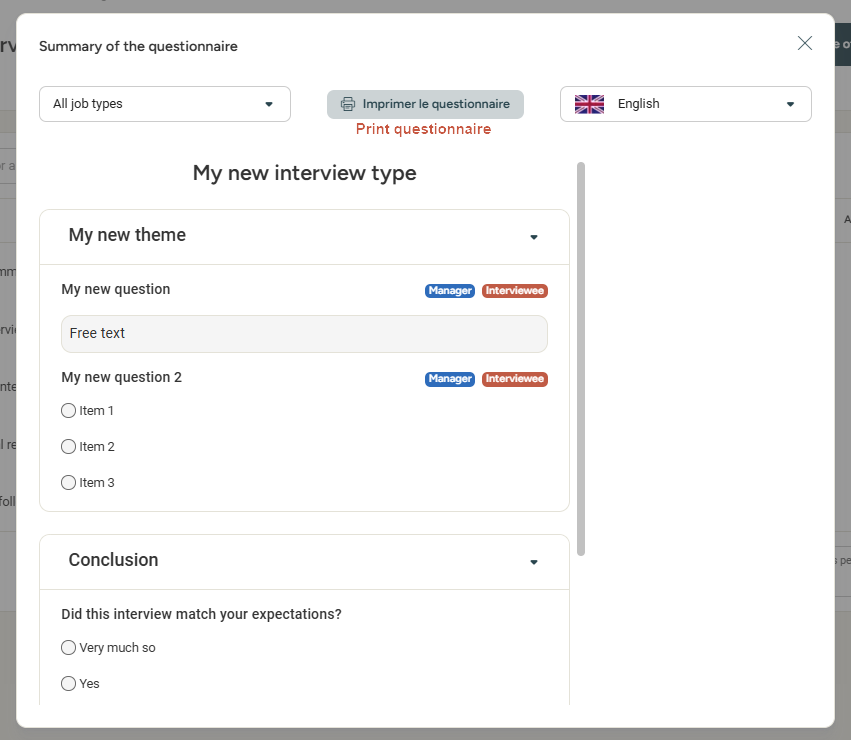 Summary of the questionnaire
All job types
Imprimer le questionnaire
English
Print questionnaire
My new interview type
My new theme
My new question
Manager Interviewee
Free text
My new question 2
Manager Interviewee
Item 1
Item 2
Item 3
Conclusion
Did this interview match your expectations?
Very much so
Yes